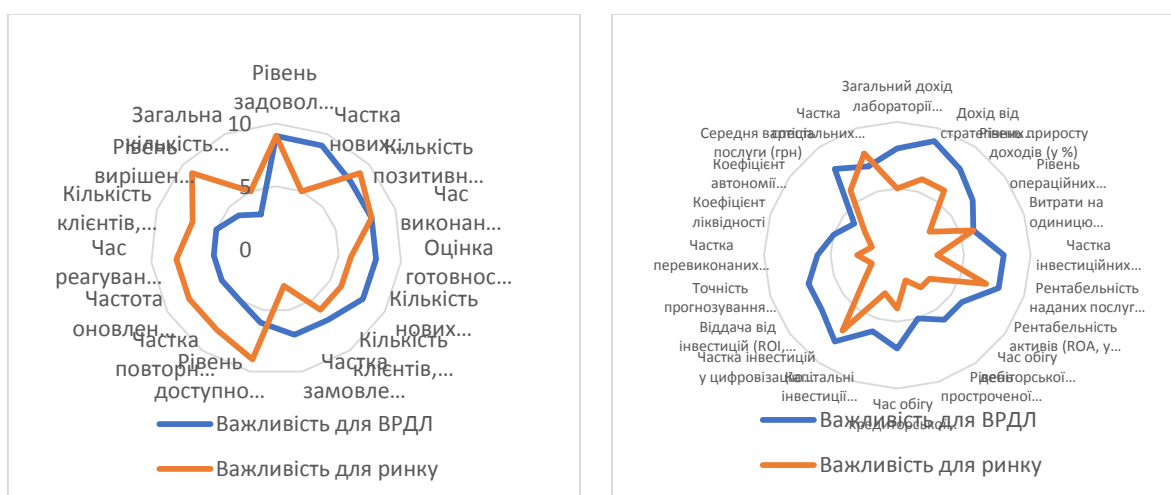 Рівень
задовол...
Частка
новиж...
Кількість
позитивн...
Час
виконан...
Оцінка
готовнос...
Кількість
нових...
Кількість
клієнтів,...
Частка
замовле...
Рівень
доступно...
Частка
повторн...
Частота
оновлен...
Час
реагуван...
Кількість
клієнтів,...
Рівень
вирішен...
Загальна
кількість...
10
5
0
Важливість для ВРДЛ
Важливість для ринку
Загальний дохід
лабораторії...
Дохід від
стратегічних...
Рівень приросту
доходів (у %)
Рівень
операційних...
Витрати на
одиницю...
Частка
інвестиційних...
Рентабельність
наданих послуг...
Рентабельність
активів (ROA, у...
Час обігу
дебіторської...
Рівень
простроченої...
Час обігу
кредиторської...
Капітальні
інвестиції...
Частка інвестицій
у цифровізацію...
Віддача від
інвестицій (ROI,...
Точність
прогнозування...
Частка
перевиконаних...
Коефіцієнт
ліквідності
Коефіцієнт
автономії...
Середня вартість
послуги (грн)
Частка
спеціальних...
Важливість для ВРДЛ
Важливість для ринку